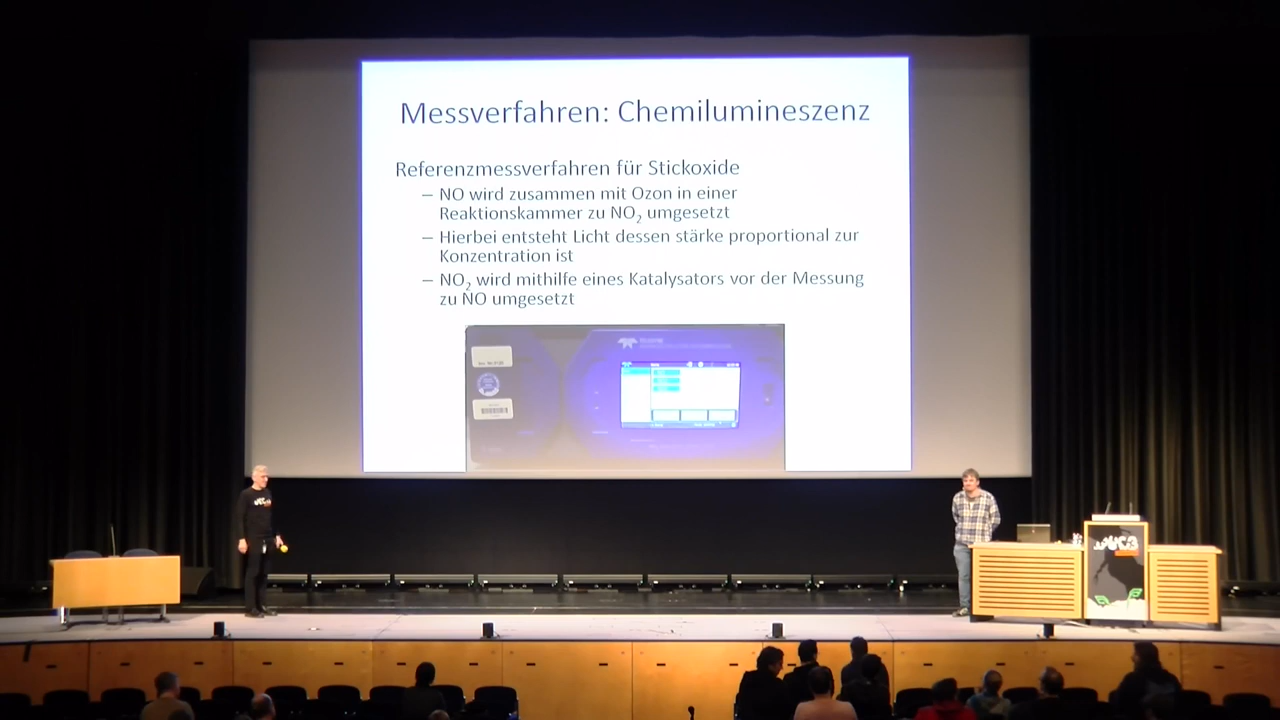 Messverfahren: Chemilumineszenz
Referenzmessverfahren für Stickoxide
– NO wird zusammen mit Ozon in einer
Reaktionskammer zu NO₂ umgesetzt
– Hierbei entsteht Licht dessen stärke proportional zur
Konzentration ist
– NO₂ wird mithilfe eines Katalysators vor der Messung
zu NO umgesetzt